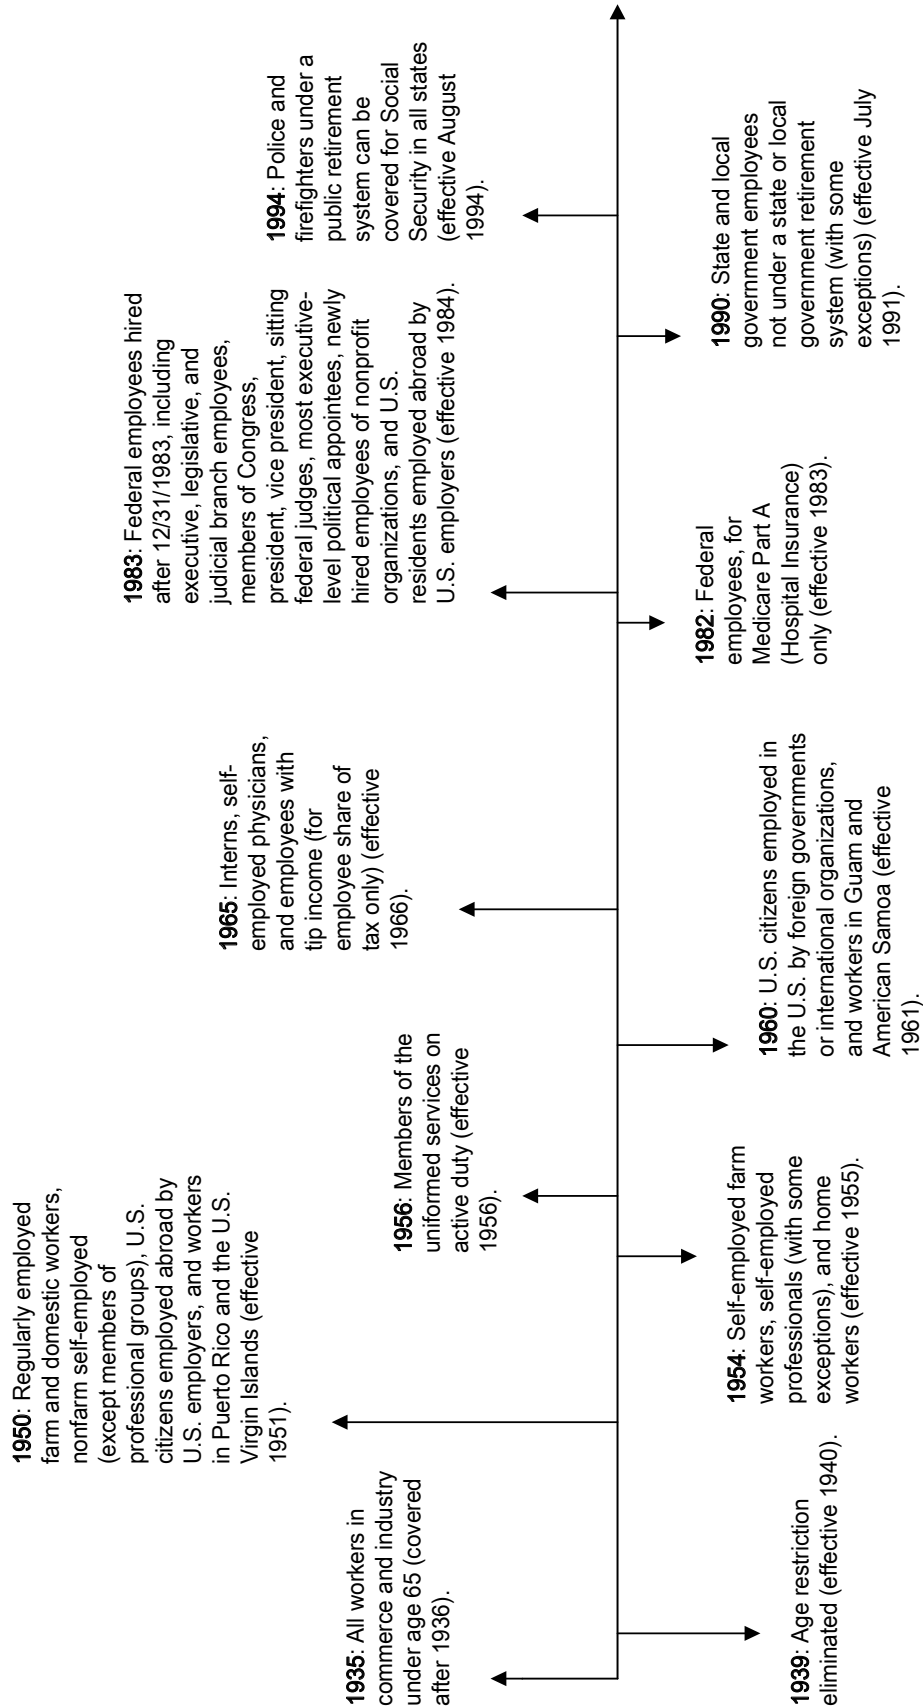 1935: All workers in
commerce and industry
under age 65 (covered
after 1936).
1939: Age restriction
eliminated (effective 1940).
1950: Regularly employed
farm and domestic workers,
nonfarm self-employed
(except members of
professional groups), U.S.
citizens employed abroad by
U.S. employers, and workers
in Puerto Rico and the U.S.
Virgin Islands (effective
1951).
1954: Self-employed farm
workers, self-employed
professionals (with some
exceptions), and home
workers (effective 1955).
1956: Members of the
uniformed services on
active duty (effective
1956).
1960: U.S. citizens employed in
the U.S. by foreign governments
or international organizations,
and workers in Guam and
American Samoa (effective
1961).
1965: Interns, self-
employed physicians,
and employees with
tip income (for
employee share of
tax only) (effective
1966).
1982: Federal
employees, for
Medicare Part A
(Hospital Insurance)
only (effective 1983).
1983: Federal employees hired
after 12/31/1983, including
executive, legislative, and
judicial branch employees,
members of Congress,
president, vice president, sitting
federal judges, most executive-
level political appointees, newly
hired employees of nonprofit
organizations, and U.S.
residents employed abroad by
U.S. employers (effective 1984).
1990: State and local
government employees
not under a state or local
government retirement
system (with some
exceptions) (effective July
1991).
1994: Police and
firefighters under a
public retirement
system can be
covered for Social
Security in all states
(effective August
1994).